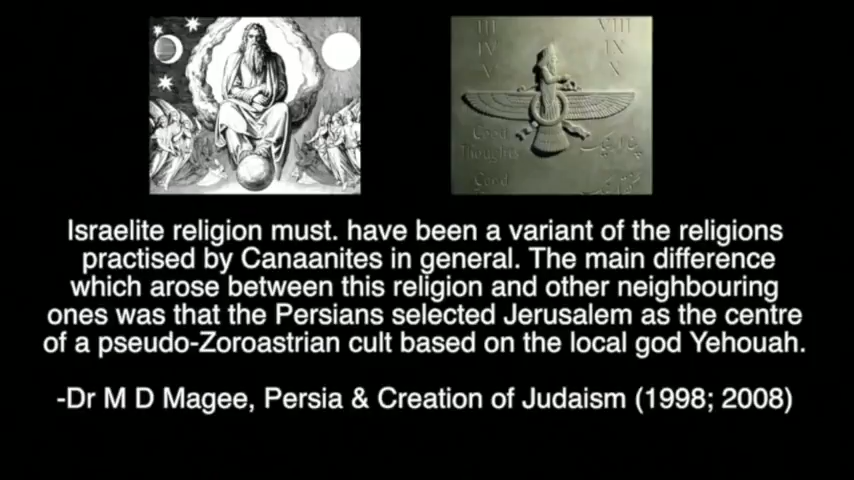 III VIII
IV IX
V X
Good
Thoughts
Good
Israelite religion must. have been a variant of the religions
practised by Canaanites in general. The main difference
which arose between this religion and other neighbouring
ones was that the Persians selected Jerusalem as the centre
of a pseudo-Zoroastrian cult based on the local god Yehouah.
-Dr M D Magee, Persia & Creation of Judaism (1998; 2008)